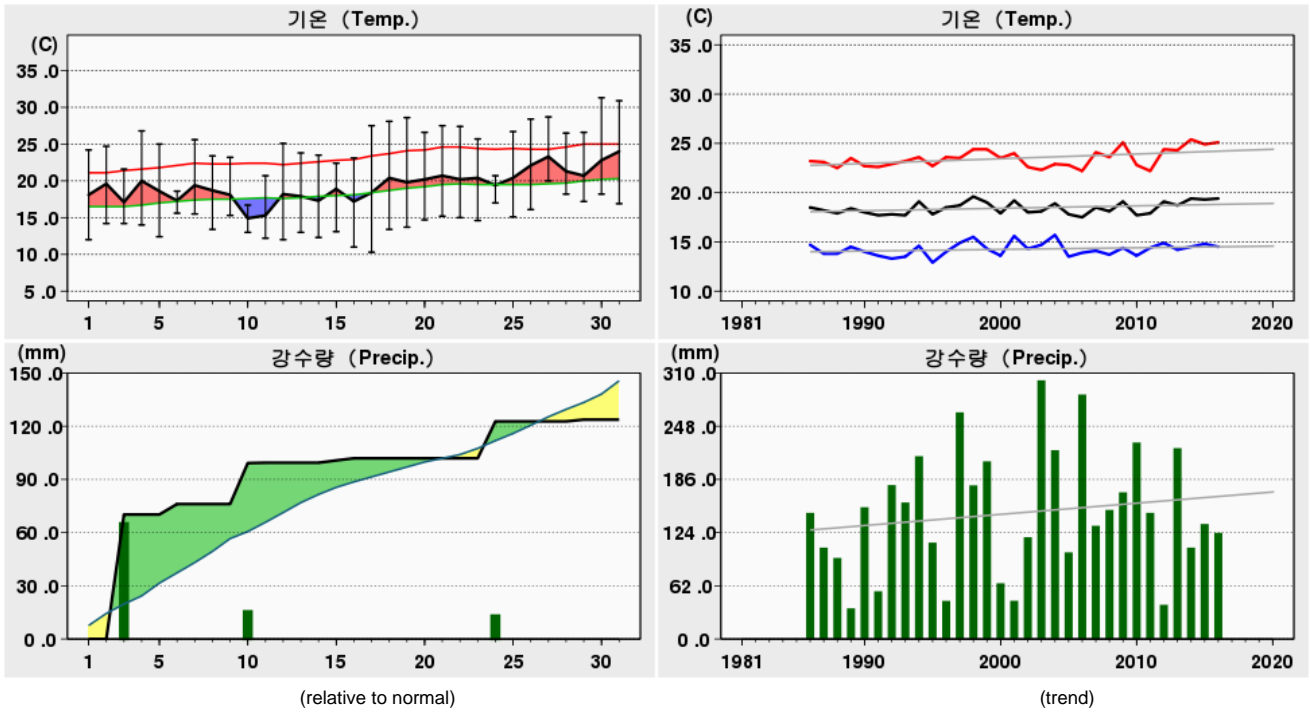 기온 (Temp.)
(C)
35 .0
30 .0
25 .0
20 .0
15 .0
10 .0
5 .0
1 5 10 15 20 25 30
기온 (Temp.)
(C)
35 .0
30 .0
25 .0
20 .0
15 .0
10 .0
1981 1990 2000 2010 2020
강수량 (Precip.)
(mm)
150 .0
120 .0
90 .0
60 .0
30 .0
0 .0
1 5 10 15 20 25 30
(relative to normal)
강수량 (Precip.)
(mm)
310 .0
248 .0
186 .0
124 .0
62 .0
0 .0
1981 1990 2000 2010 2020
(trend)